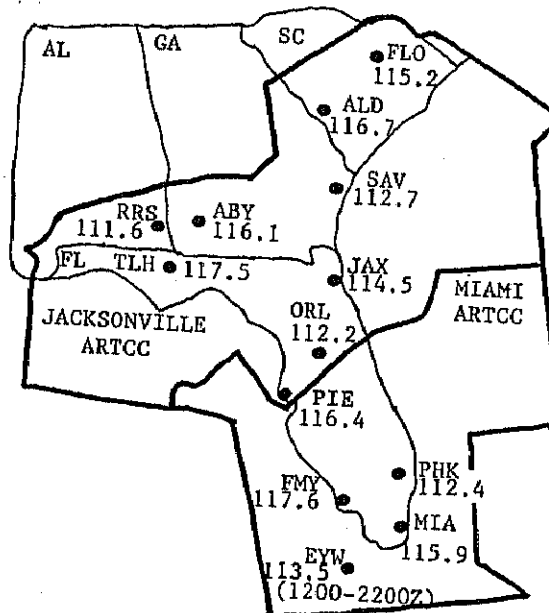 AL
GA
SC
FLO
115.2
ALD
116.7
SAV
112.7
RRS
111.6
ABY
116.1
FL
TLH
117.5
JAX
114.5
JACKSONVILLE
ARTCC
MIAMI
ARTCC
ORL
112.2
PIE
116.4
PHK
112.4
FMY
117.6
MIA
115.9
EYW
113.5
(1200-2200Z)